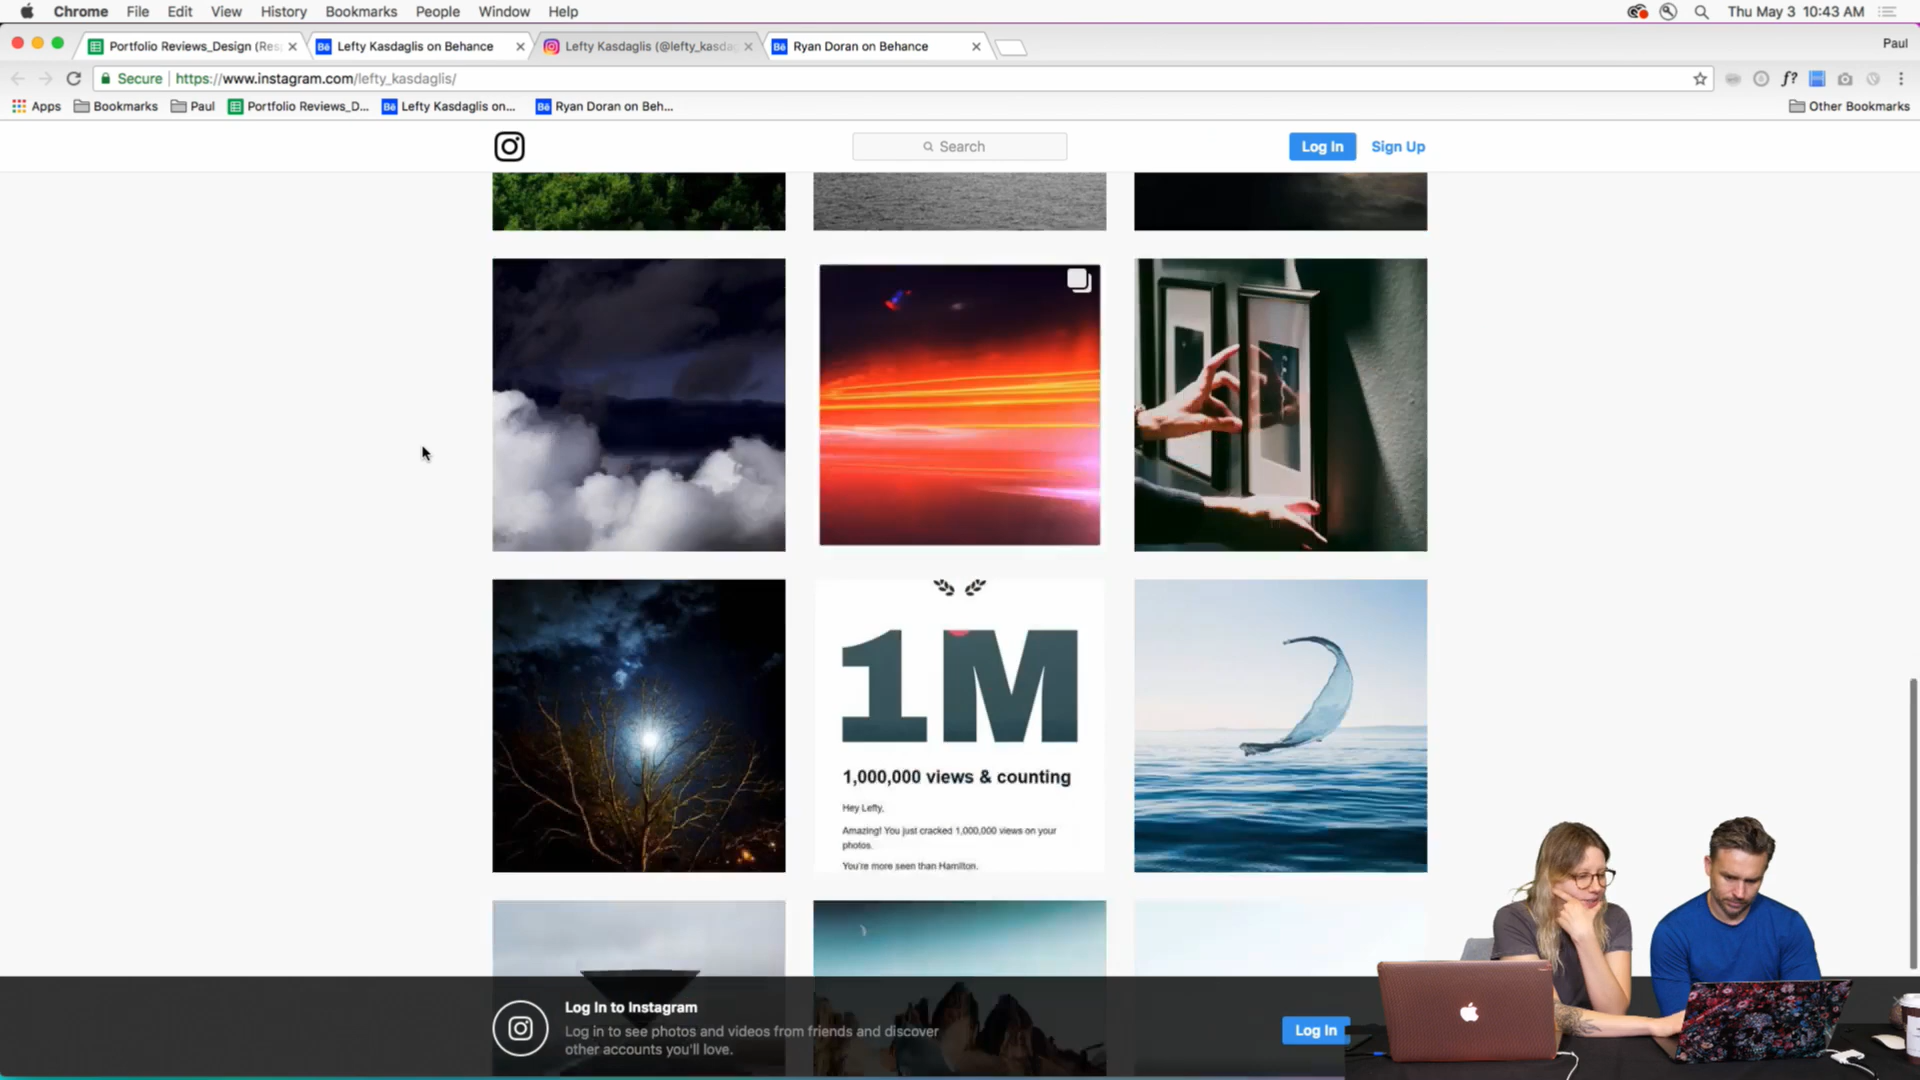 Chrome File Edit View History Bookmarks People Window Help
Thu May 3 10:43 AM
Portfolio Reviews_Design (Res
Lefty Kasdaglis on Behance
Lefty Kasdaglis (@lefty_kasdag
Ryan Doran on Behance
Paul
Secure https://www.instagram.com/lefty_kasdaglis/
f?
Apps Bookmarks Paul Portfolio Reviews_D... Lefty Kasdaglis on... Ryan Doran on Beh... Other Bookmarks
Search
Log In Sign Up
1M
1,000,000 views & counting
Hey Lefty,
Amazing! You just cracked 1,000,000 views on your
photos.
You're more seen than Hamilton.
Log In to Instagram
Log in to see photos and videos from friends and discover
other accounts you'll love.
Log In